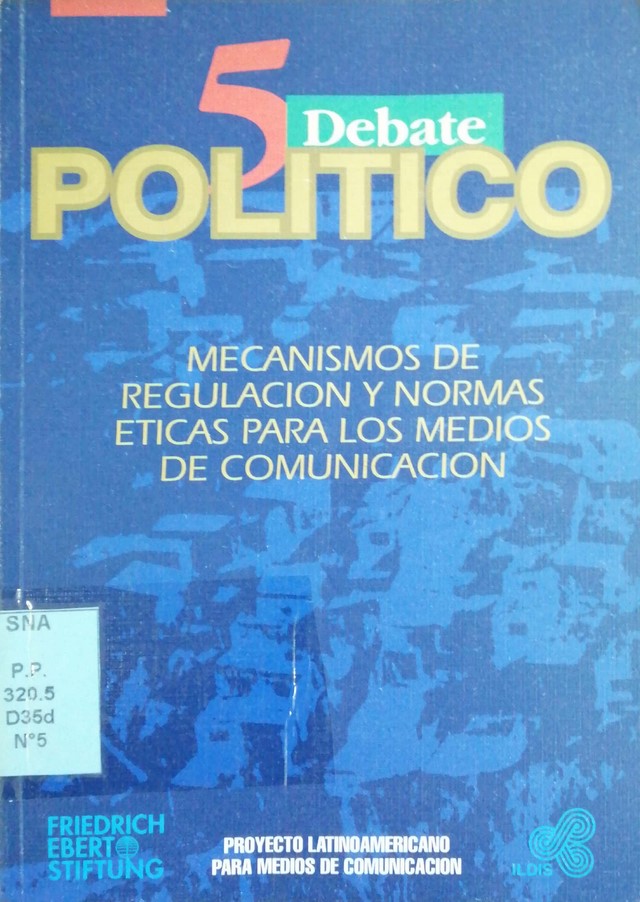 5 Debate
POLITICO
MECANISMOS DE
REGULACION Y NORMAS
ETICAS PARA LOS MEDIOS
DE COMUNICACION
SNA
P.P.
320.5
D35d
N°5
FRIEDRICH
EBERT
STIFTUNG
PROYECTO LATINOAMERICANO
PARA MEDIOS DE COMUNICACION
ILDIS